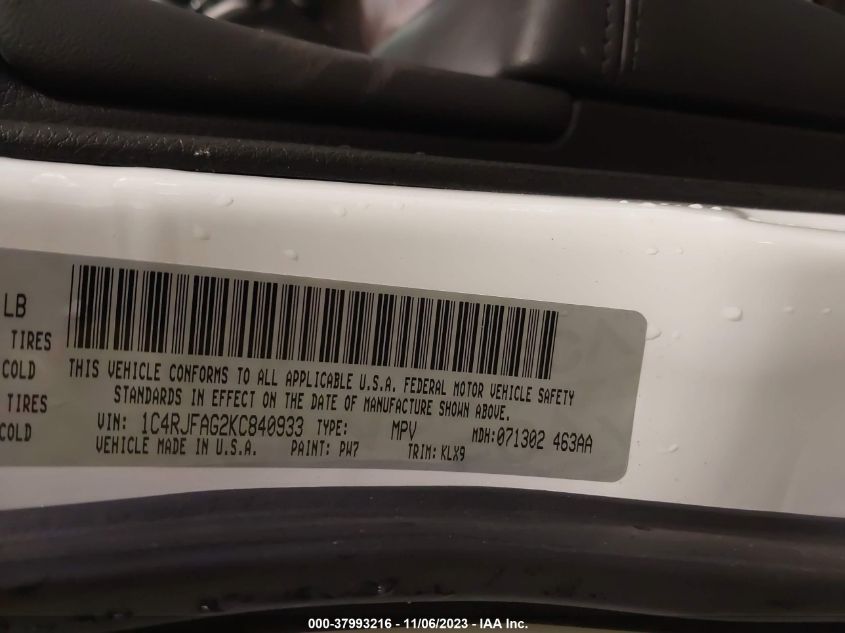 LB
TIRES
COLD
TIRES
COLD
THIS VEHICLE CONFORMS TO ALL APPLICABLE U.S.A. FEDERAL MOTOR VEHICLE SAFETY
STANDARDS IN EFFECT ON THE DATE OF MANUFACTURE SHOWN ABOVE.
VIN: 1C4RJFAG2KC840933 TYPE: MPV MDH:071302 463AA
VEHICLE MADE IN U.S.A. PAINT: PW7 TRIM: KLX9
000-37993216 - 11/06/2023 - IAA Inc.